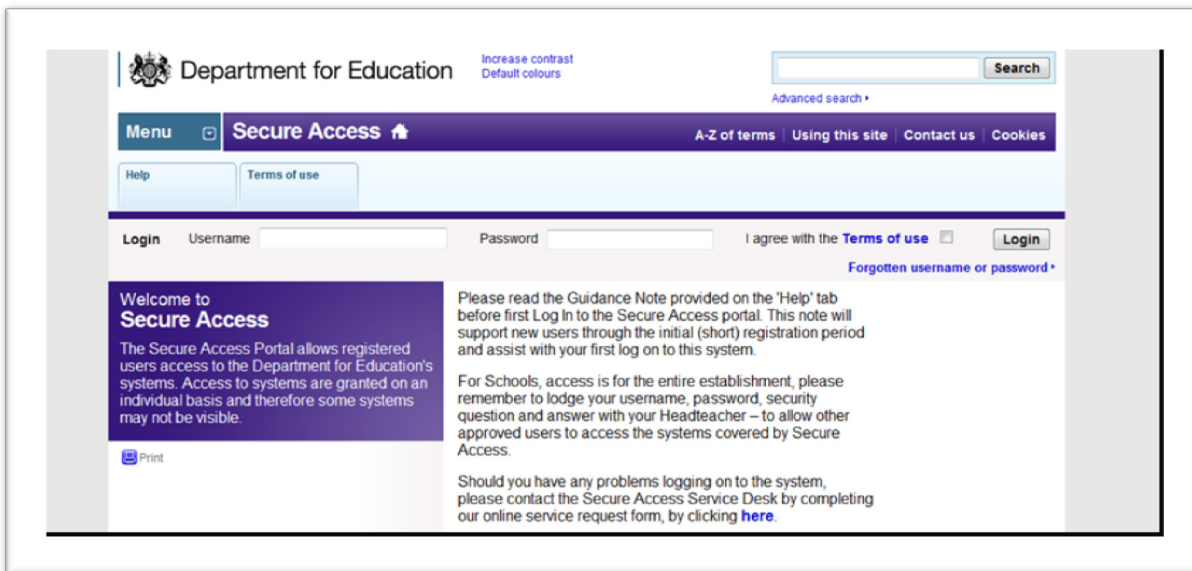 Department for Education
Increase contrast
Default colours
Search
Advanced search
Menu
Secure Access
A-Z of terms
Using this site
Contact us
Cookies
Help
Terms of use
Login
Username
Password
I agree with the Terms of use
Login
Forgotten username or password
Welcome to
Secure Access
The Secure Access Portal allows registered
users access to the Department for Education's
systems. Access to systems are granted on an
individual basis and therefore some systems
may not be visible.
Print
Please read the Guidance Note provided on the 'Help' tab
before first Log In to the Secure Access portal. This note will
support new users through the initial (short) registration period
and assist with your first log on to this system.
For Schools, access is for the entire establishment, please
remember to lodge your username, password, security
question and answer with your Headteacher – to allow other
approved users to access the systems covered by Secure
Access.
Should you have any problems logging on to the system,
please contact the Secure Access Service Desk by completing
our online service request form, by clicking here.